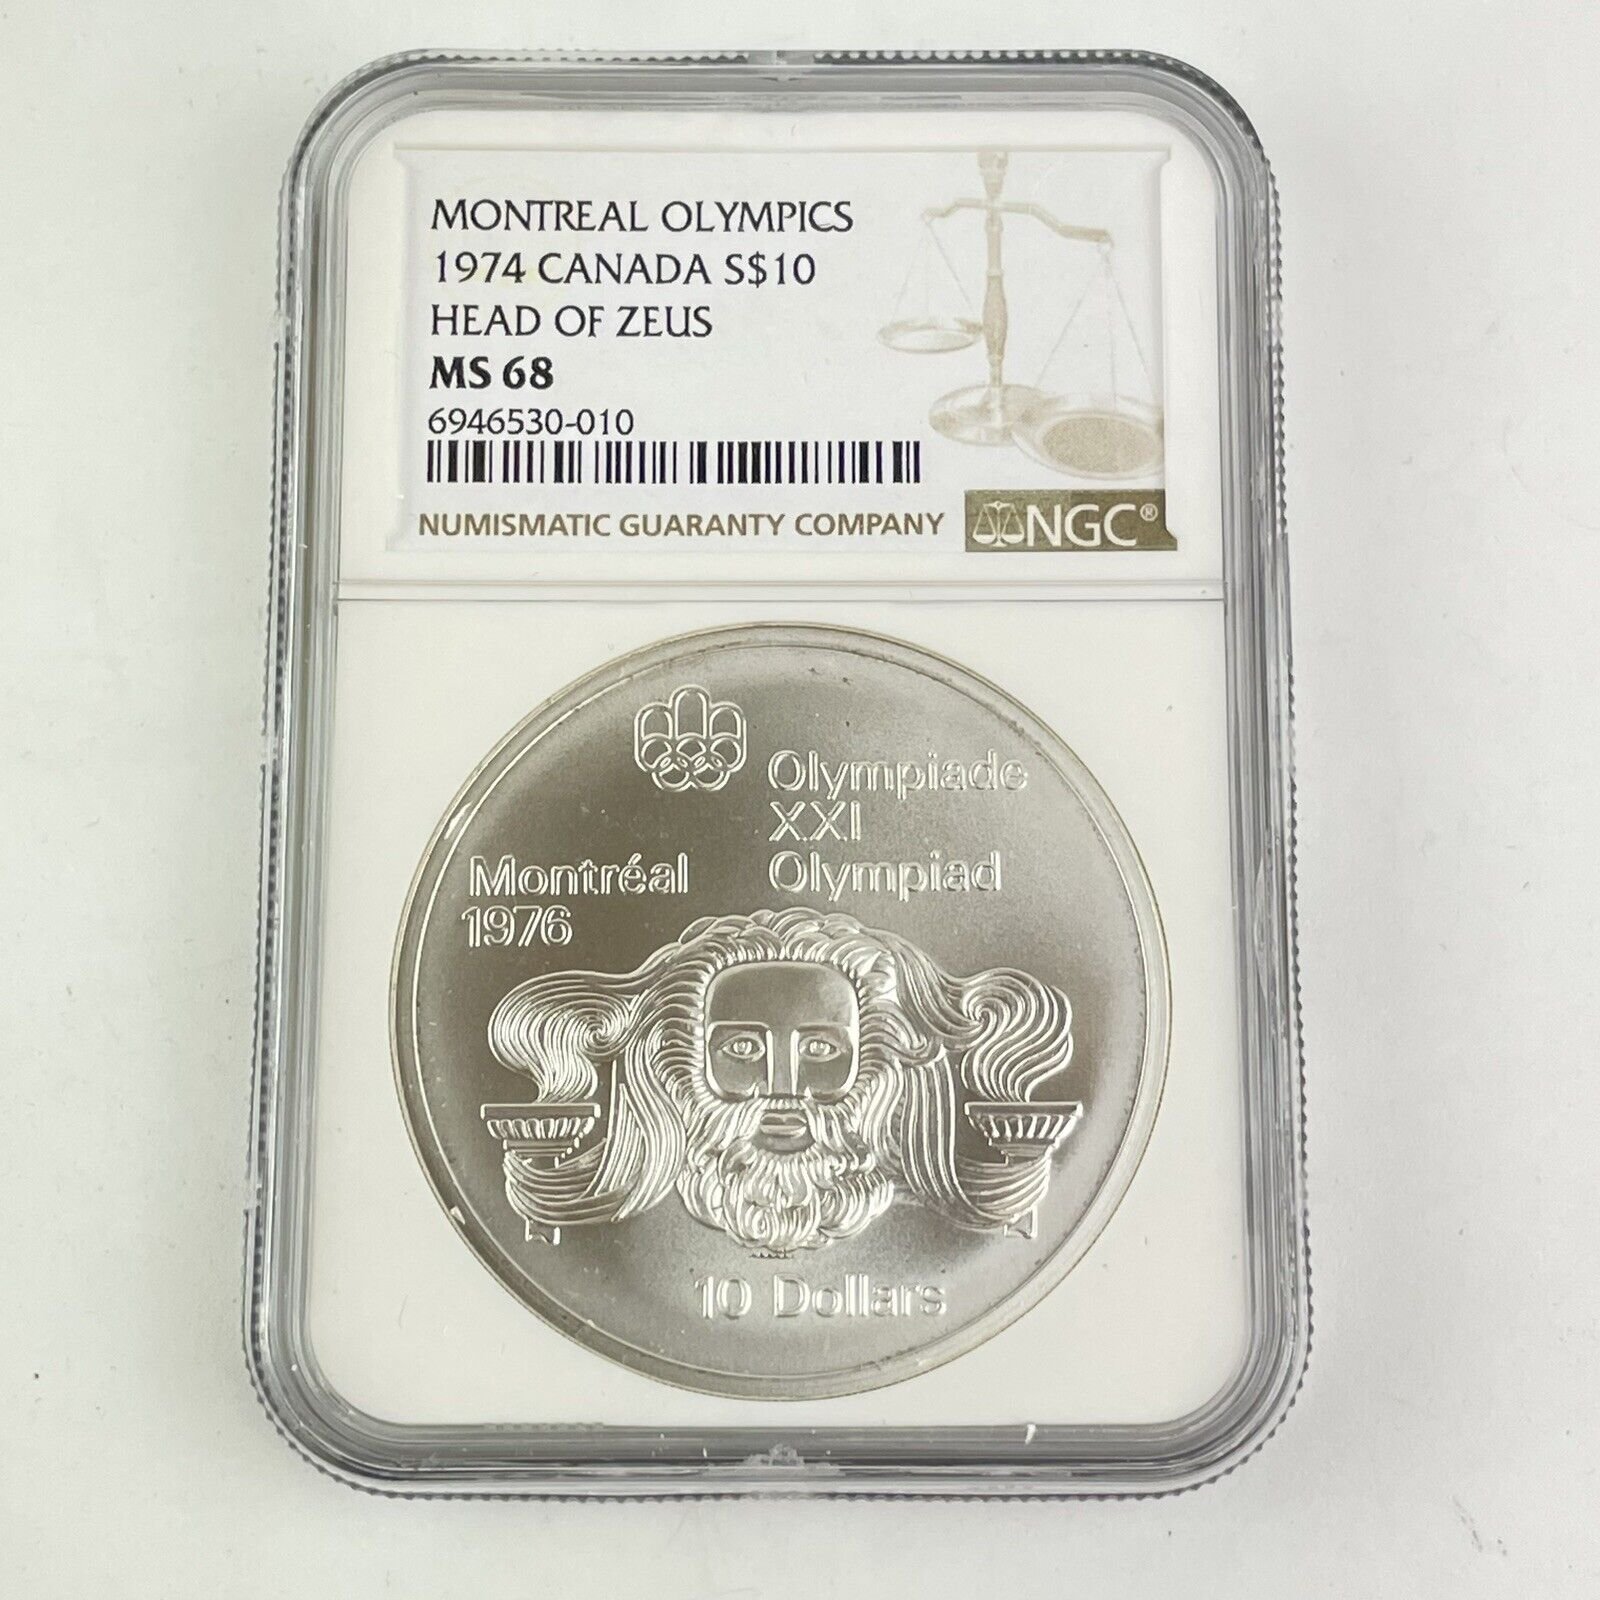 MONTREAL OLYMPICS
1974 CANADA S$10
HEAD OF ZEUS
MS 68
6946530-010
NUMISMATIC GUARANTY COMPANY NGC®
Olympiade
XXI
Montréal Olympiad
1976
10 Dollars